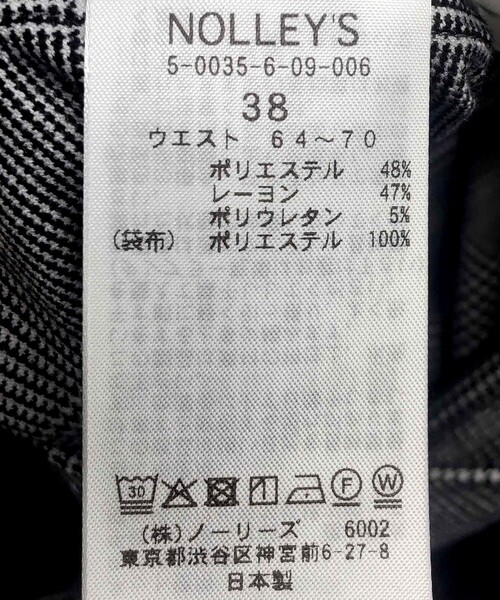 NOLLEY'S
5-0035-6-09-006
38
ウエスト 64～70
ポリエステル 48%
レーヨン 47%
ポリウレタン 5%
(袋布) ポリエステル 100%
30 F W
(株)ノーリーズ 6002
東京都渋谷区神宮前6-27-8
日本製